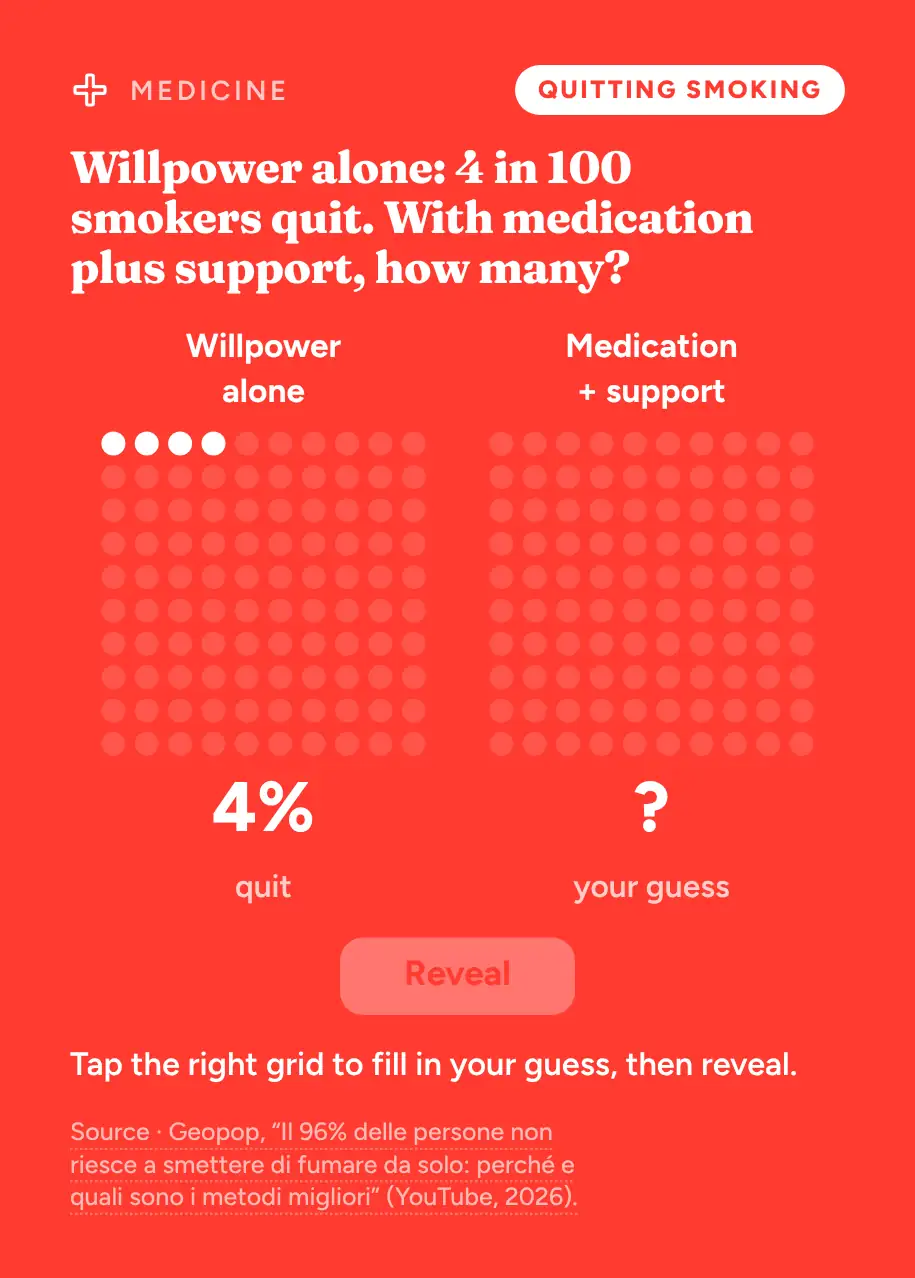 MEDICINE
QUITTING SMOKING
Willpower alone: 4 in 100
smokers quit. With medication
plus support, how many?
Willpower
alone
Medication
+ support
4%
?
quit
your guess
Reveal
Tap the right grid to fill in your guess, then reveal.
Source · Geopop, “Il 96% delle persone non
riesce a smettere di fumare da solo: perché e
quali sono i metodi migliori” (YouTube, 2026).